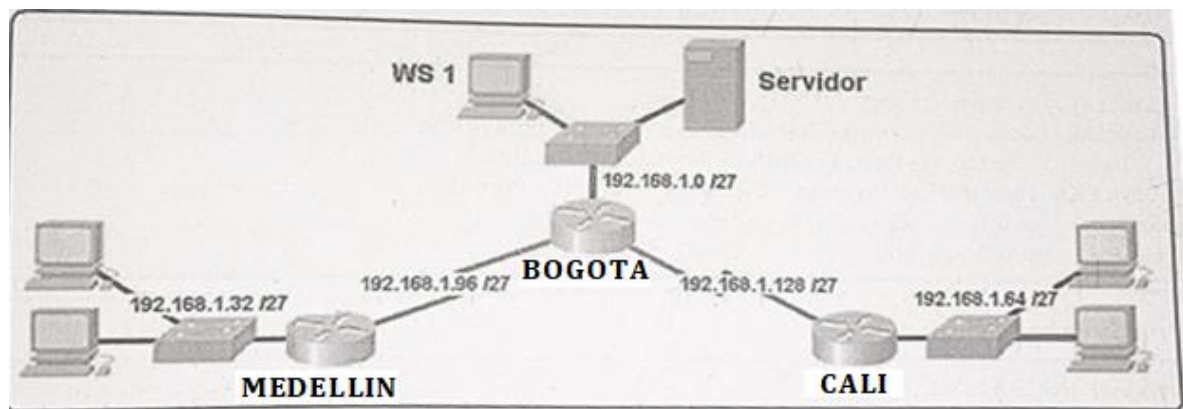 WS 1
Servidor
192.168.1.0 /27
BOGOTA
192.168.1.96 /27
192.168.1.128 /27
192.168.1.32 /27
192.168.1.64 /27
MEDELLIN
CALI